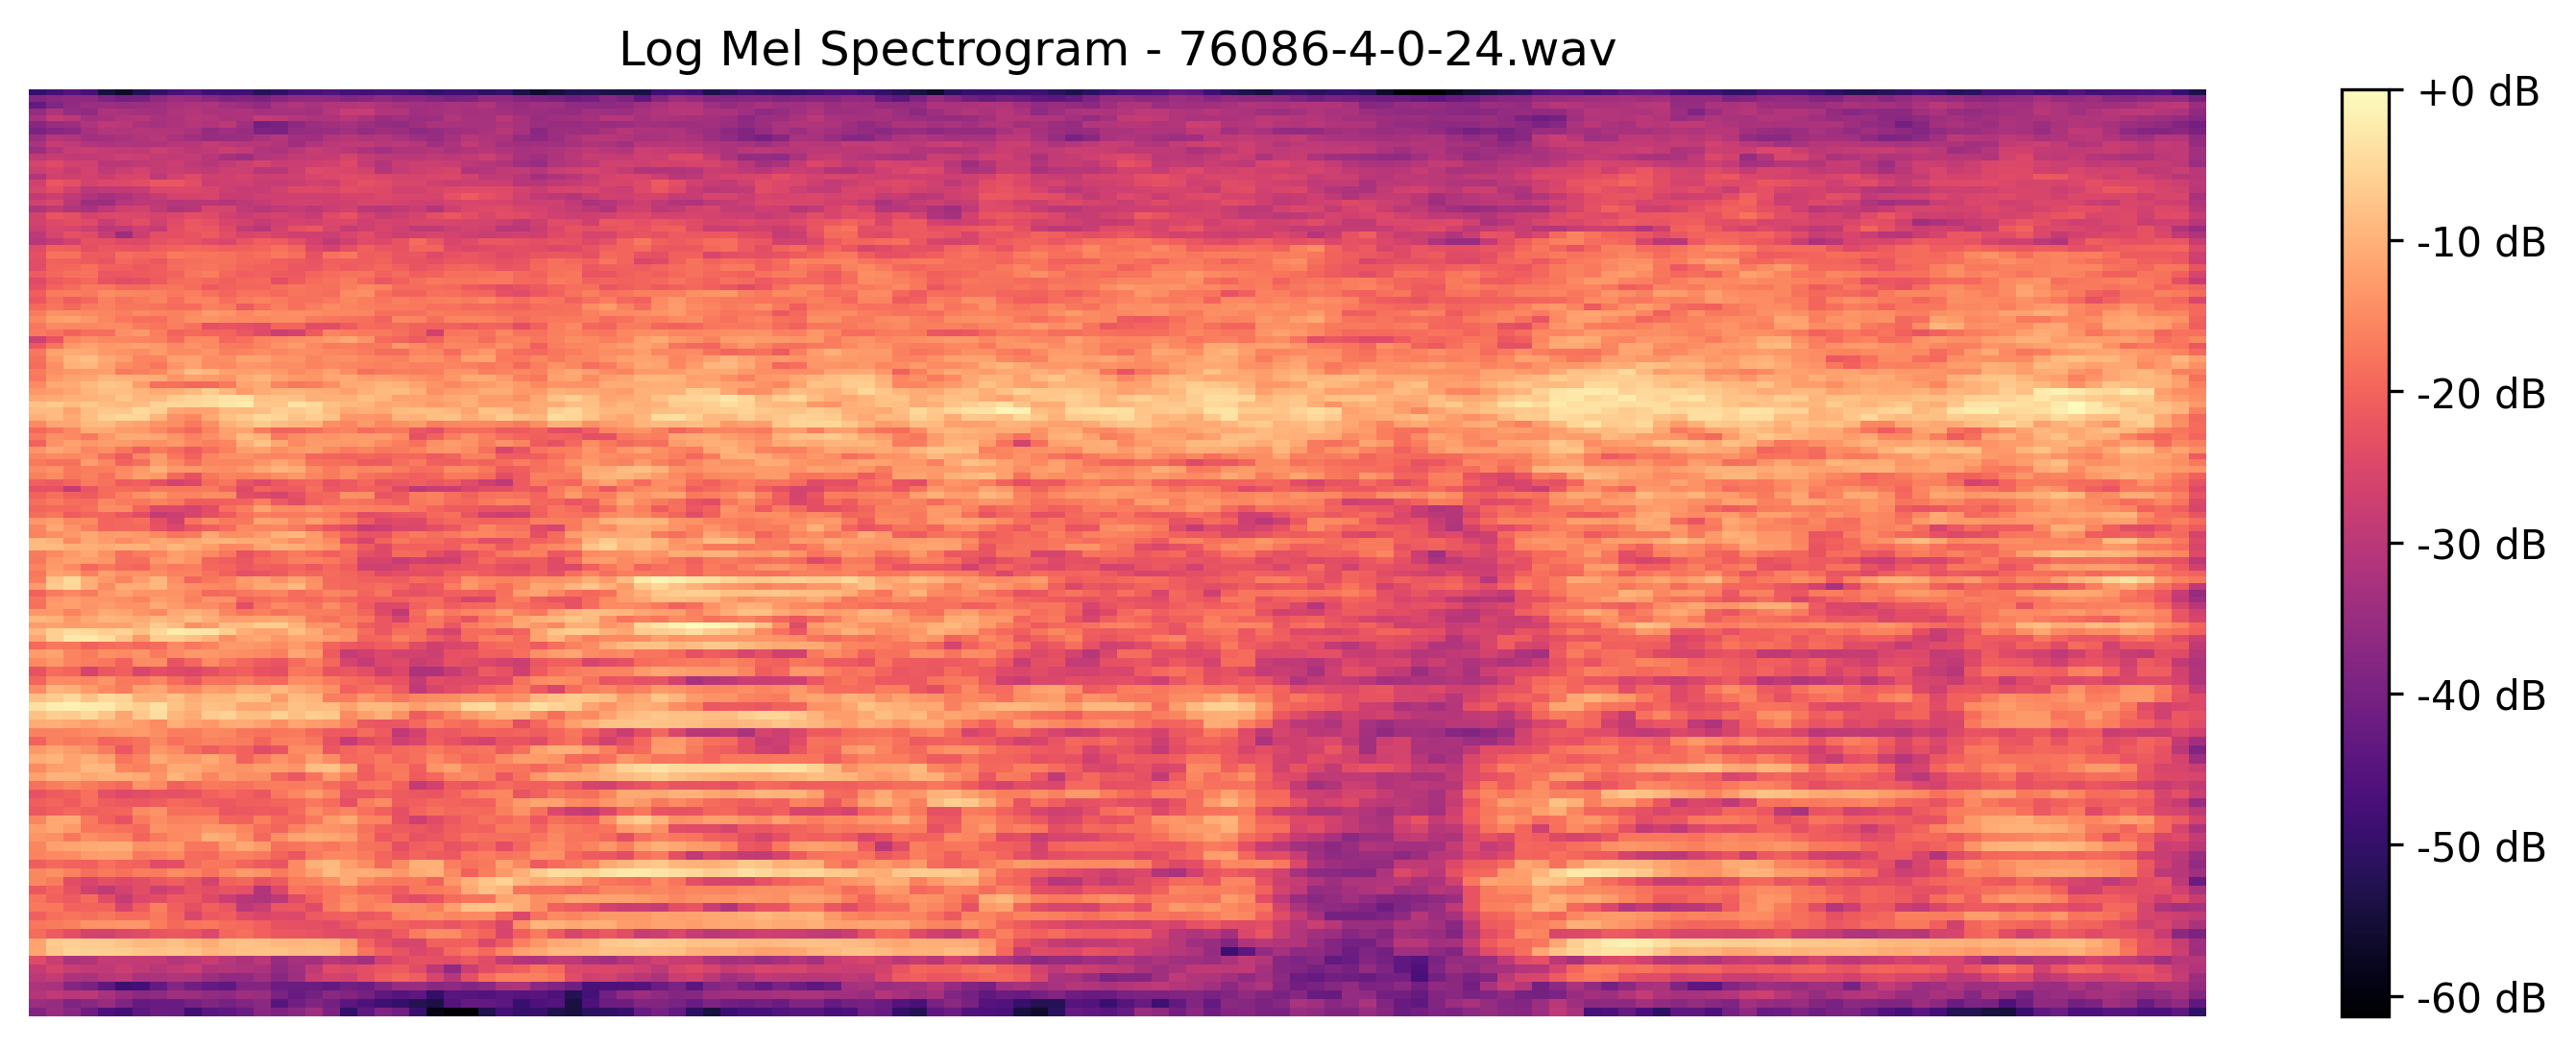 Log Mel Spectrogram - 76086-4-0-24.wav
+0 dB
-10 dB
-20 dB
-30 dB
-40 dB
-50 dB
-60 dB